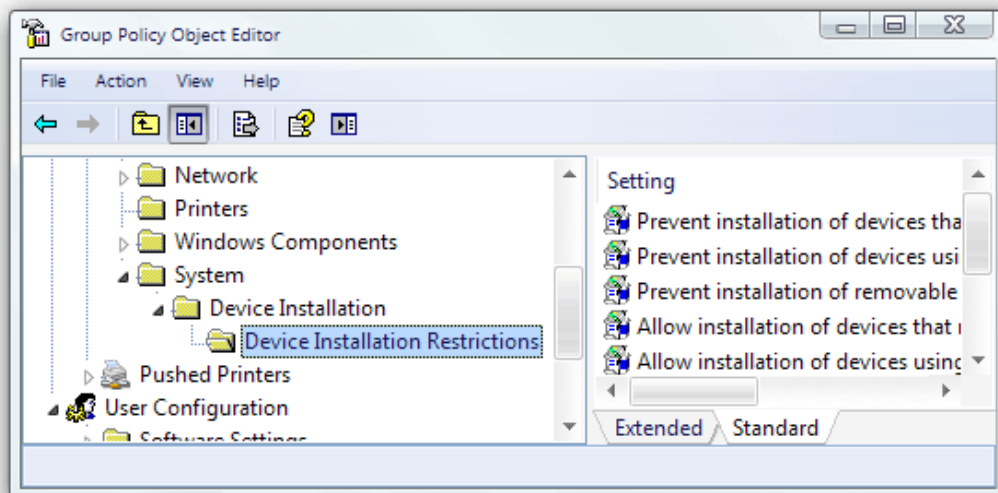 Group Policy Object Editor
File Action View Help
Network
Printers
Windows Components
System
Device Installation
Device Installation Restrictions
Pushed Printers
User Configuration
Software Settings
Setting
Prevent installation of devices tha
Prevent installation of devices usi
Prevent installation of removable
Allow installation of devices that
Allow installation of devices using
Extended Standard